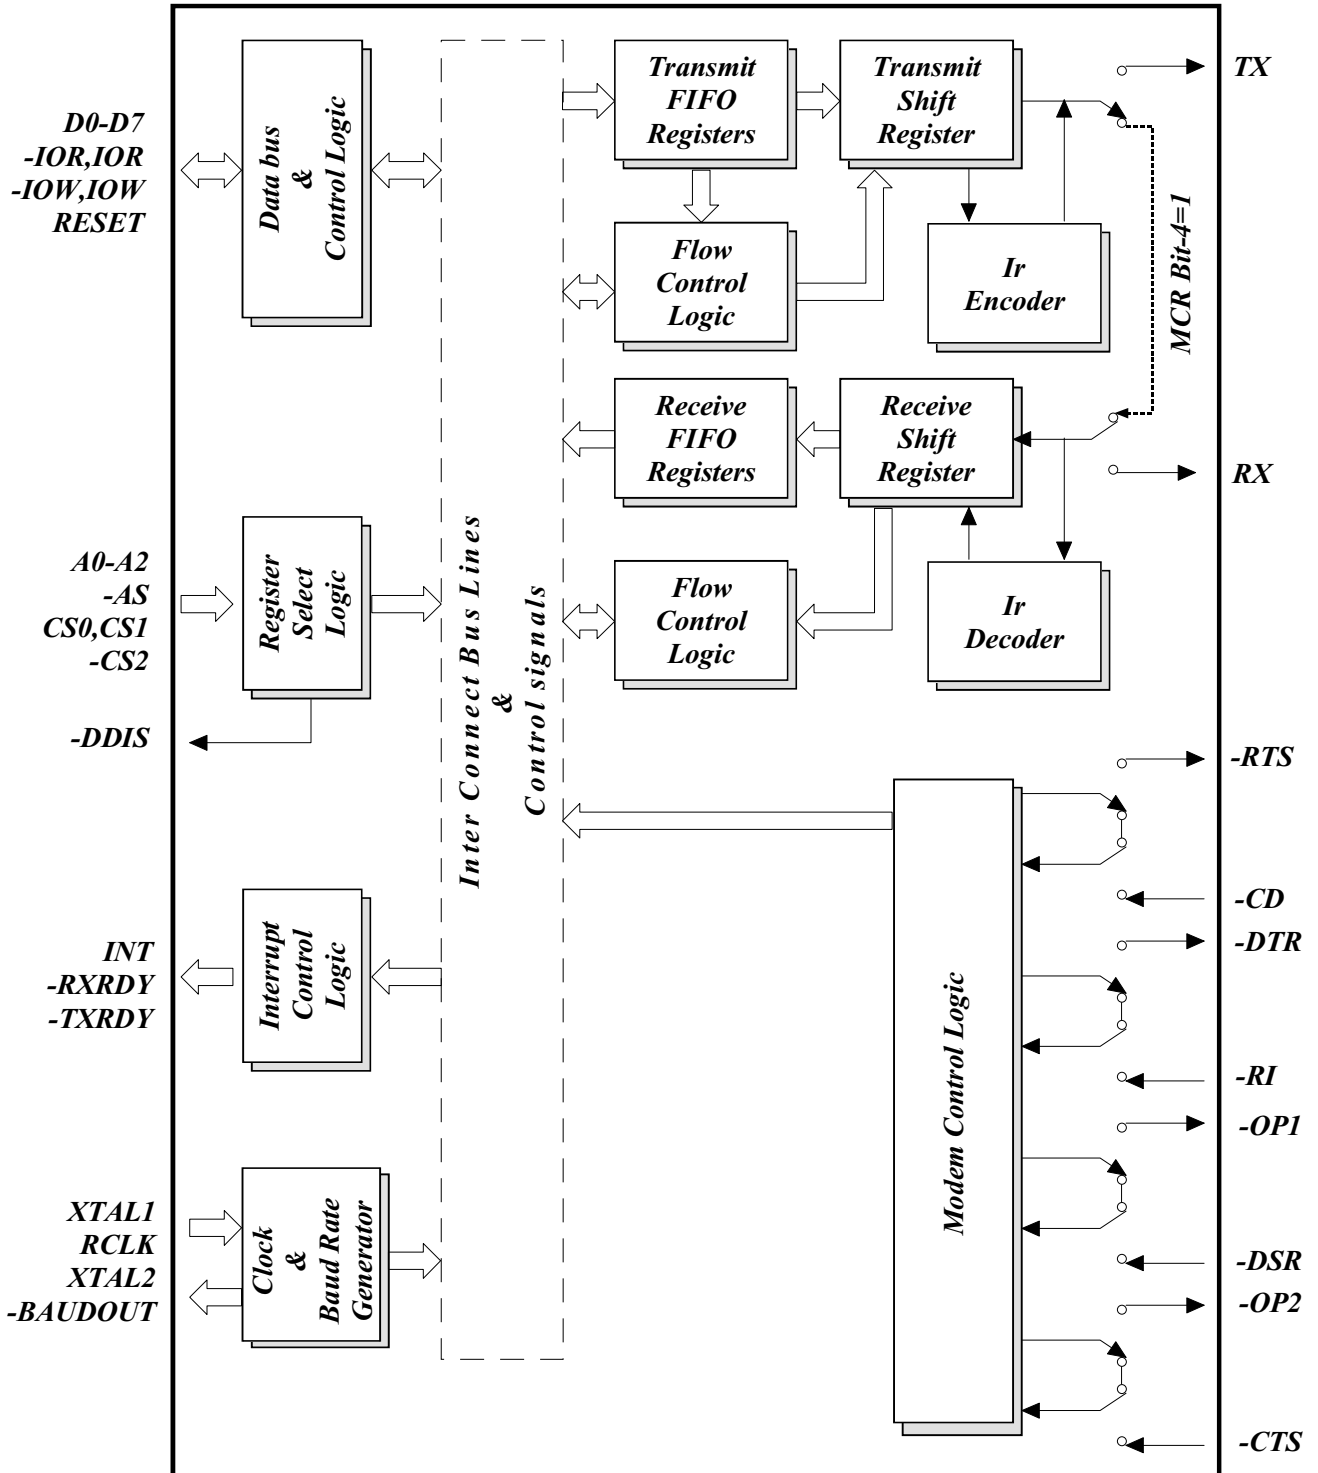 D0-D7
-IOR,IOR
-IOW,IOW
RESET
Data bus
&
Control Logic
A0-A2
-AS
CS0,CS1
-CS2
Register
Select
Logic
-DDIS
INT
-RXRDY
-TXRDY
Interrupt
Control
Logic
XTAL1
RCLK
XTAL2
-BAUDOUT
Clock
&
Baud Rate
Generator
Inter Connect Bus Lines
&
Control signals
Transmit
FIFO
Registers
Transmit
Shift
Register
Flow
Control
Logic
Ir
Encoder
Receive
FIFO
Registers
Receive
Shift
Register
Flow
Control
Logic
Ir
Decoder
TX
MCR Bit-4=1
RX
Modem Control Logic
-RTS
-CD
-DTR
-RI
-OP1
-DSR
-OP2
-CTS